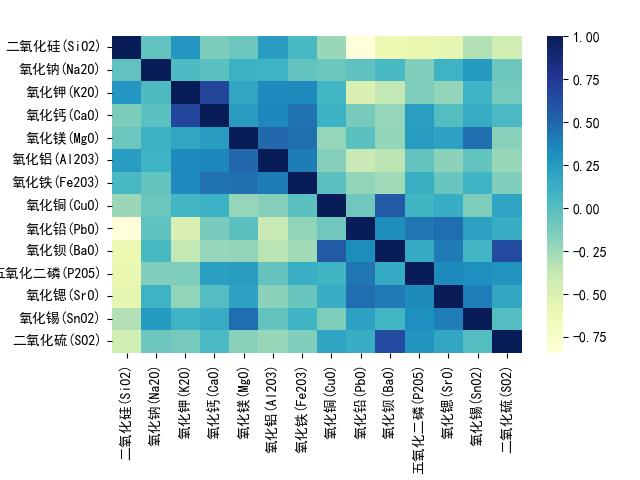 二氧化硅(SiO2)
氧化钠(Na2O)
氧化钾(K2O)
氧化钙(CaO)
氧化镁(MgO)
氧化铝(Al2O3)
氧化铁(Fe2O3)
氧化铜(CuO)
氧化铅(PbO)
氧化钡(BaO)
五氧化二磷(P2O5)
氧化锶(SrO)
氧化锡(SnO2)
二氧化硫(SO2)
二氧化硅(SiO2)
氧化钠(Na2O)
氧化钾(K2O)
氧化钙(CaO)
氧化镁(MgO)
氧化铝(Al2O3)
氧化铁(Fe2O3)
氧化铜(CuO)
氧化铅(PbO)
氧化钡(BaO)
五氧化二磷(P2O5)
氧化锶(SrO)
氧化锡(SnO2)
二氧化硫(SO2)
1.00
0.75
0.50
0.25
0.00
-0.25
-0.50
-0.75